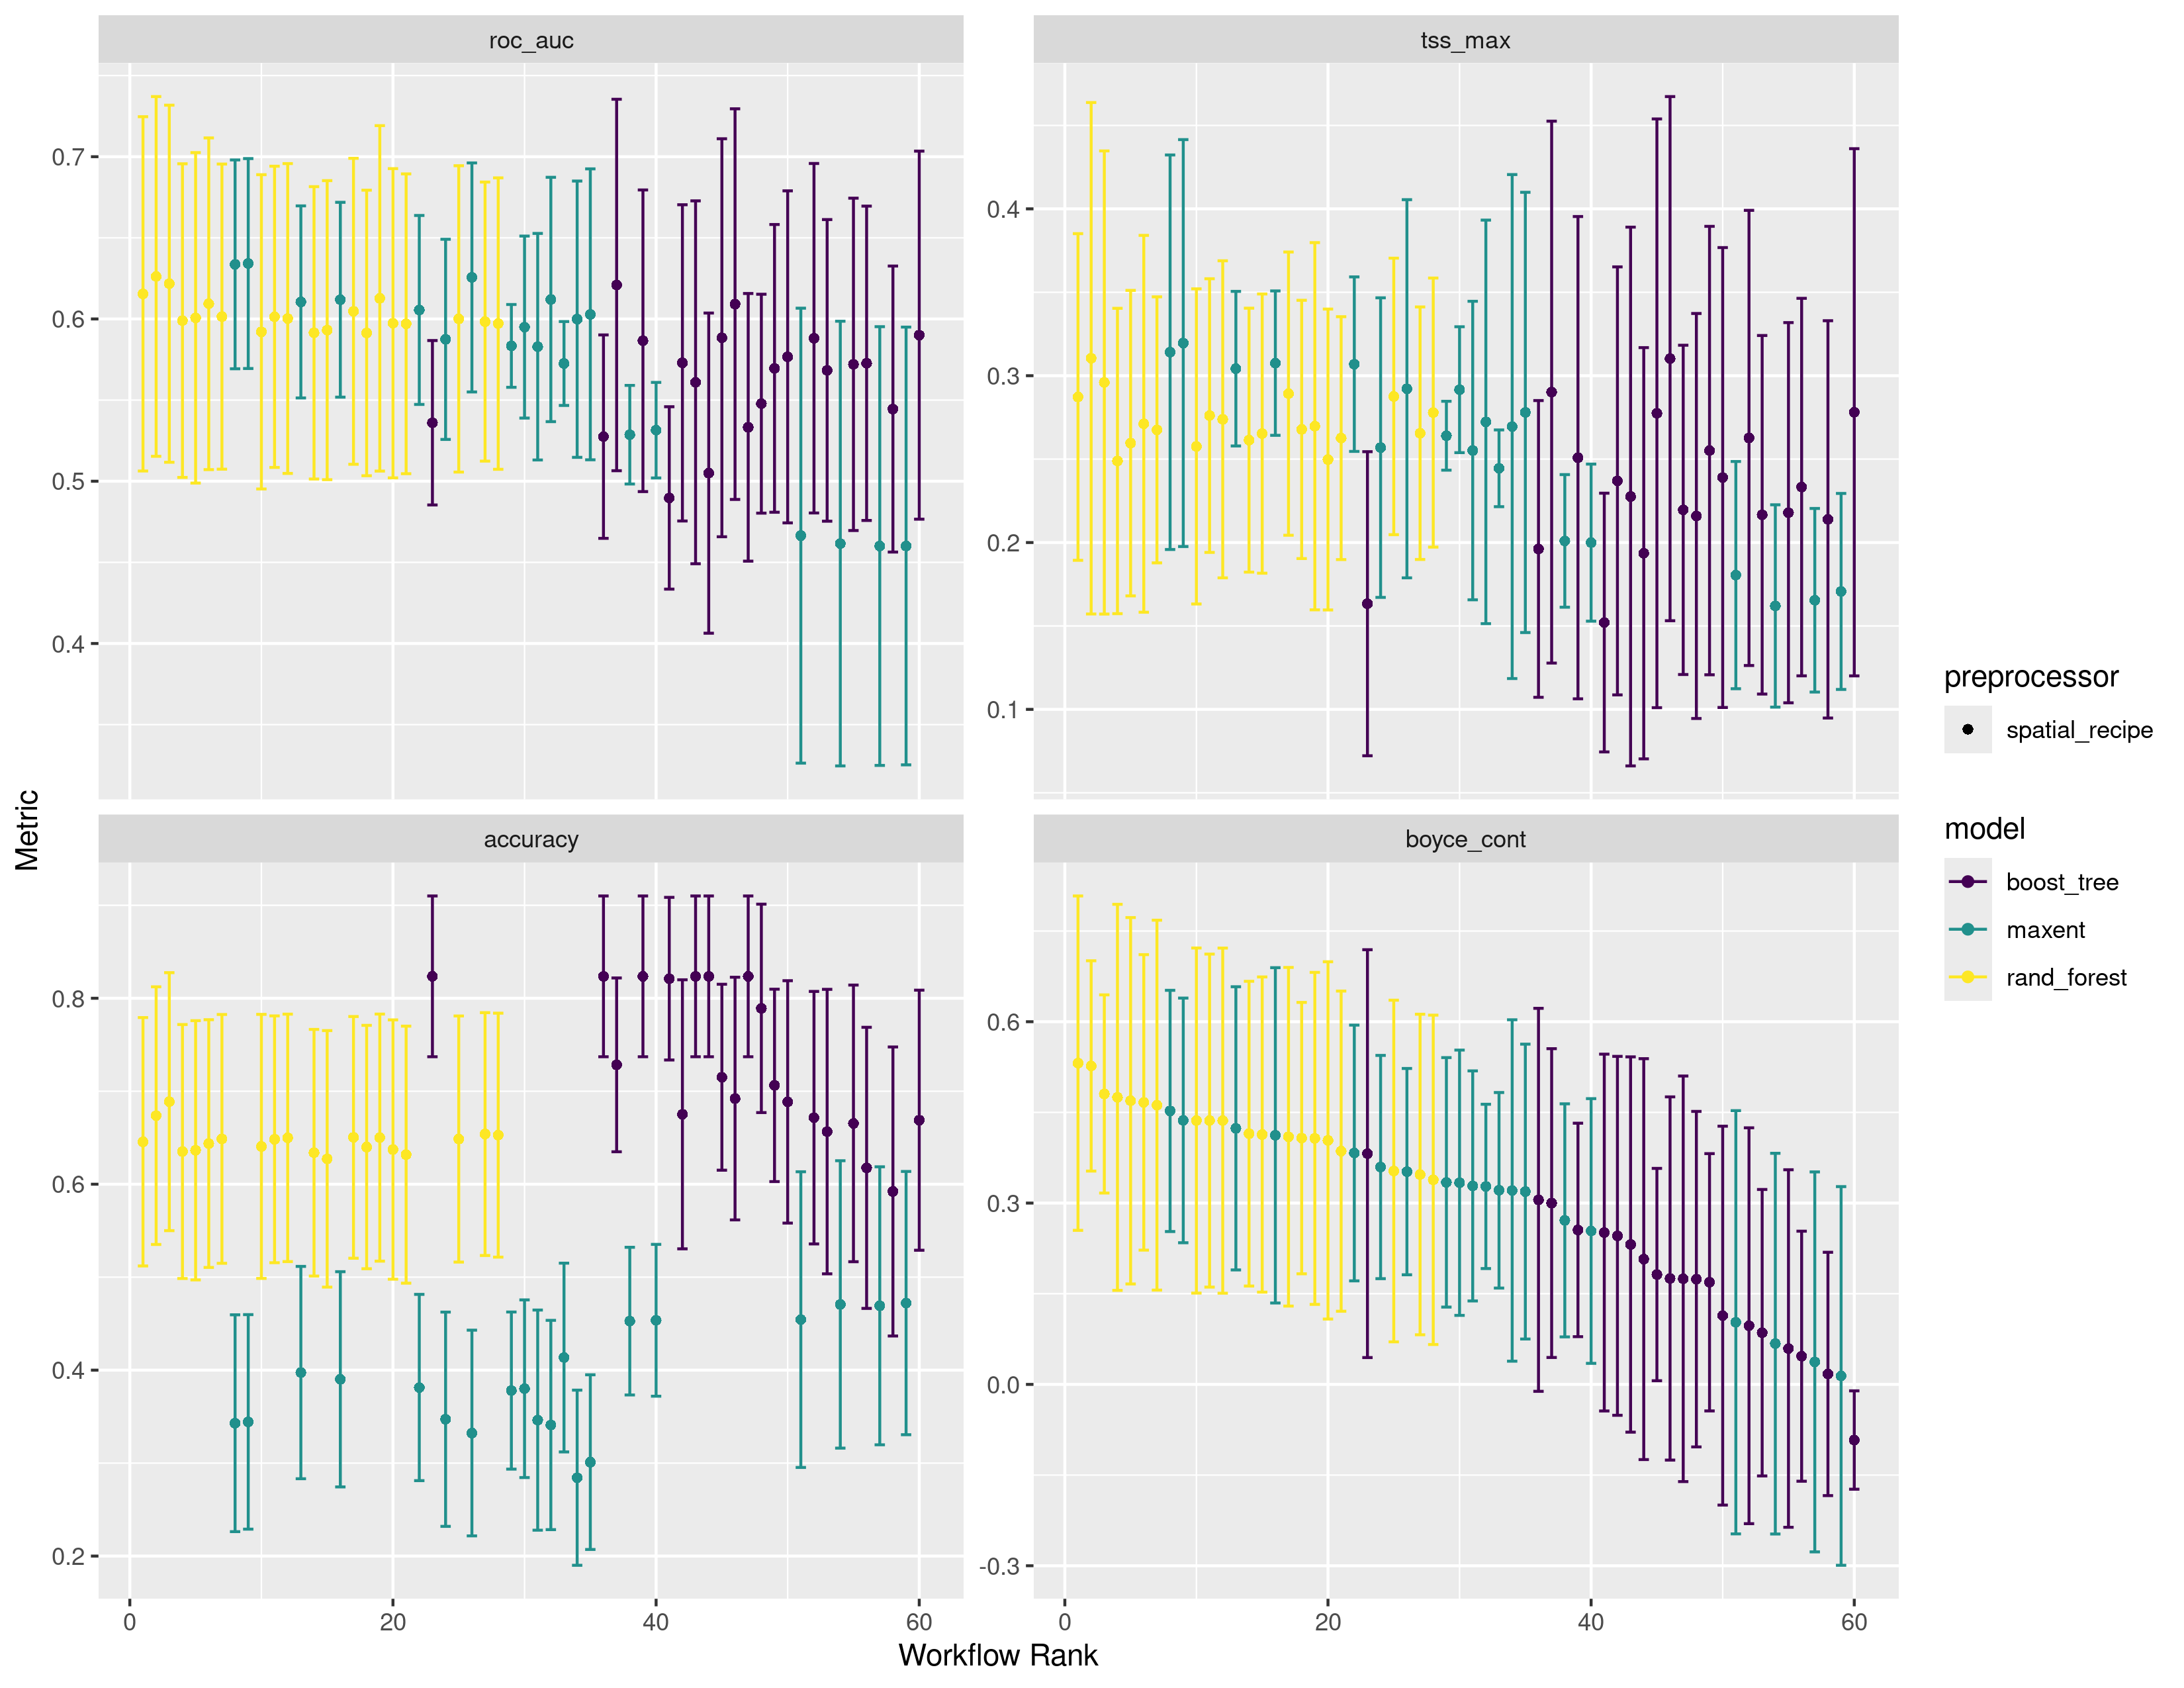 roc_auc
tss_max
0.7
0.6
0.5
0.4
0.4
0.3
0.2
0.1
Metric
accuracy
boyce_cont
0.8
0.6
0.4
0.2
0.6
0.3
0.0
-0.3
0 20 40 60
0 20 40 60
Workflow Rank
preprocessor
spatial_recipe
model
boost_tree
maxent
rand_forest